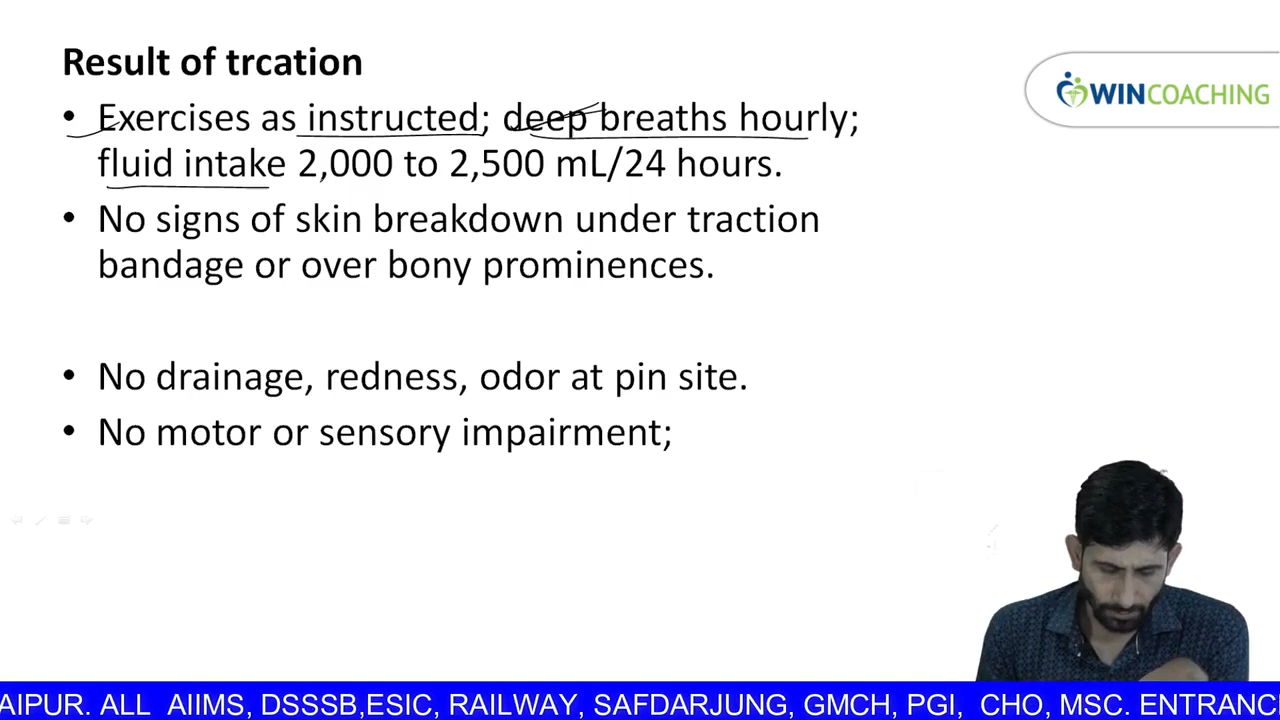 Result of trcation
WINCOACHING
• Exercises as instructed; deep breaths hourly;
fluid intake 2,000 to 2,500 mL/24 hours.
• No signs of skin breakdown under traction
bandage or over bony prominences.
• No drainage, redness, odor at pin site.
• No motor or sensory impairment;
AIPUR. ALL AIIMS, DSSSB,ESIC, RAILWAY, SAFDARJUNG, GMCH, PGI, CHO, MSC. ENTRANC